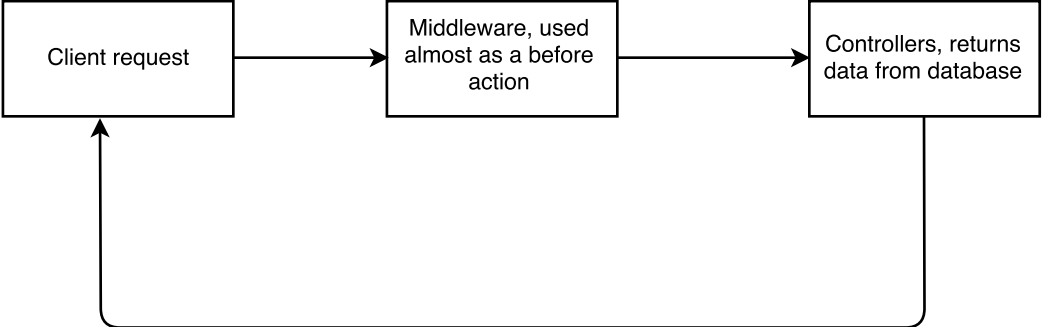 Client request
Middleware, used
almost as a before
action
Controllers, returns
data from database